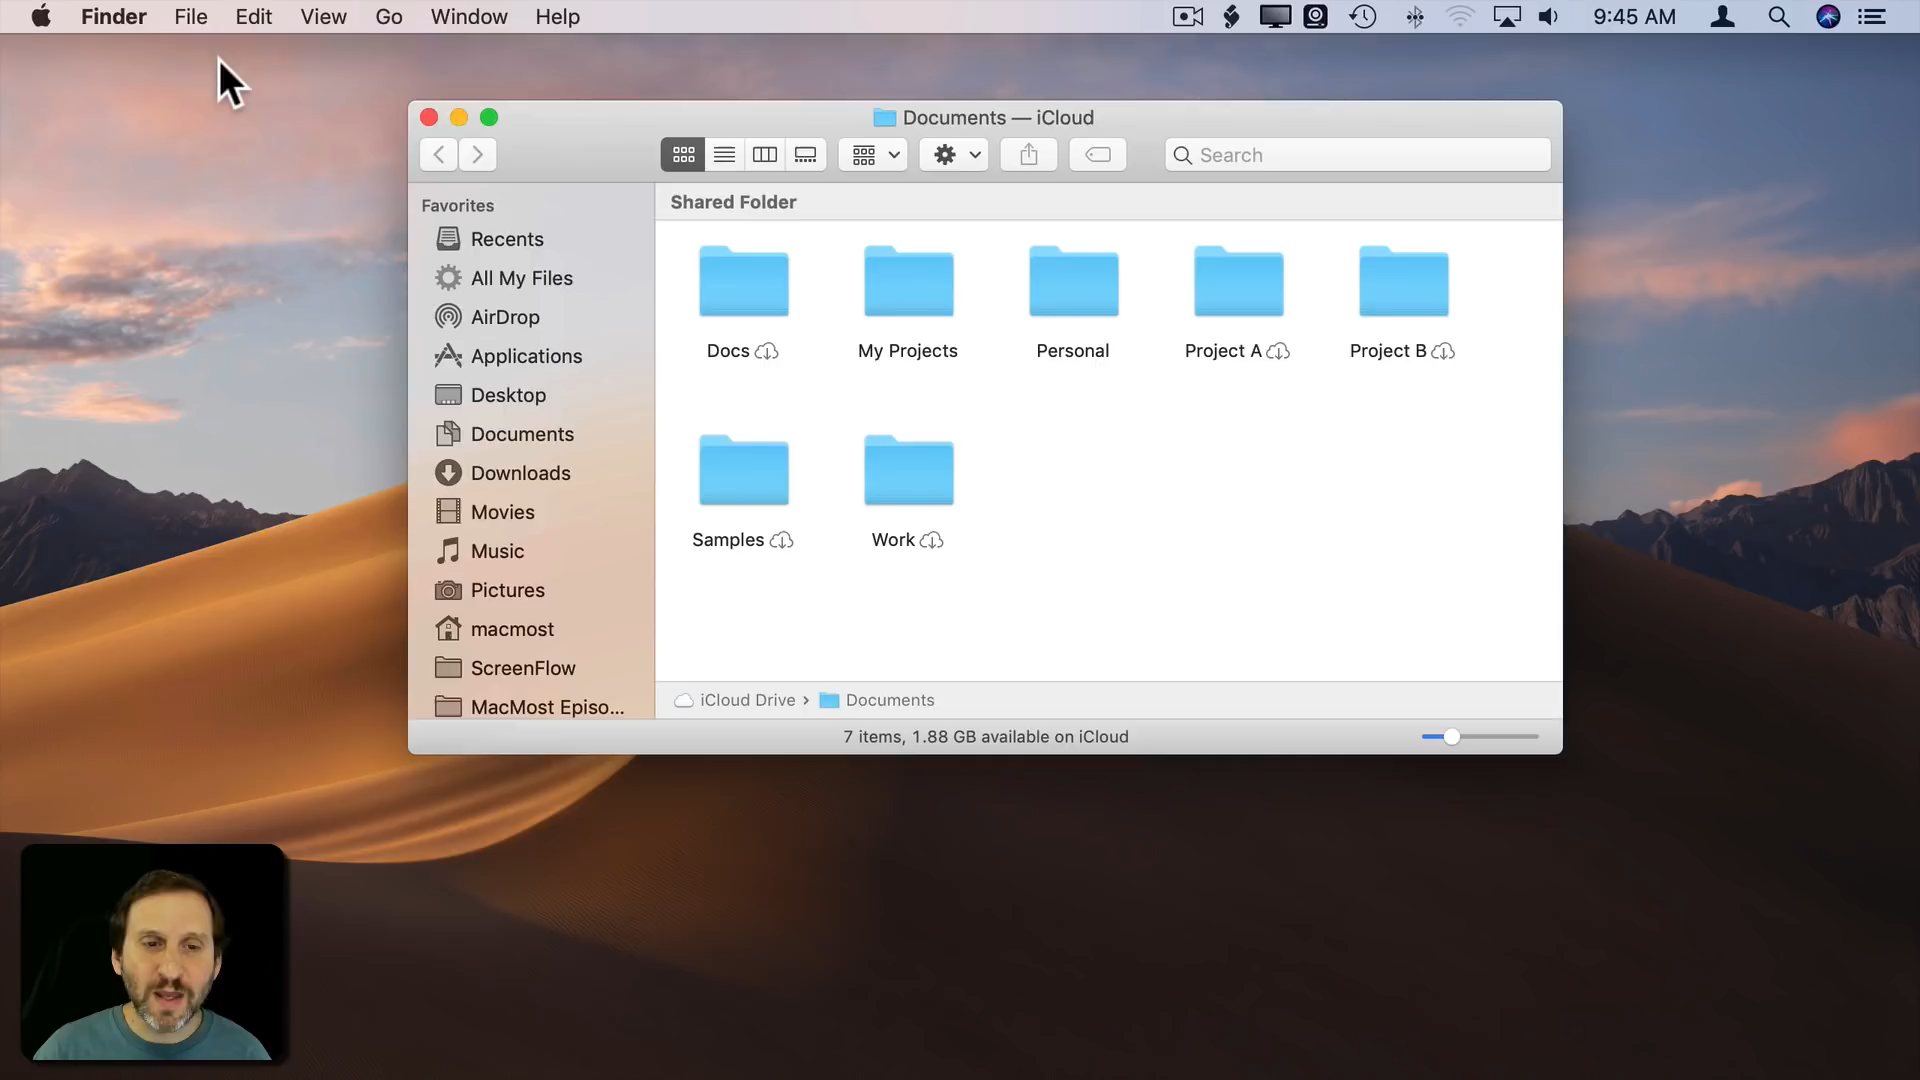 Finder File Edit View Go Window Help 9:45 AM
Documents — iCloud
Search
Favorites
Recents
All My Files
AirDrop
Applications
Desktop
Documents
Downloads
Movies
Music
Pictures
macmost
ScreenFlow
MacMost Episo...
Shared Folder
Docs My Projects Personal Project A Project B
Samples Work
iCloud Drive › Documents
7 items, 1.88 GB available on iCloud